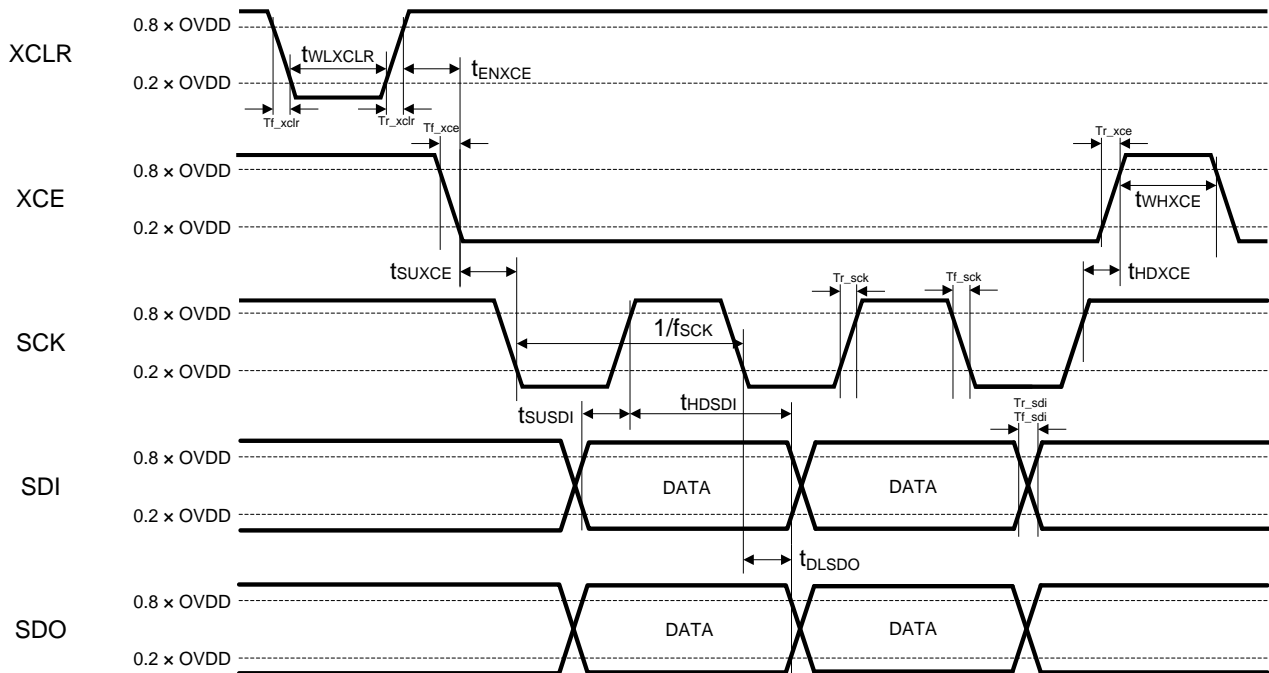 XCLR
0.8 × OVDD
0.2 × OVDD
tWLXCLR
tENXCE
Tf_xclr
Tr_xclr
Tf_xce
Tr_xce
XCE
0.8 × OVDD
0.2 × OVDD
tWHXCE
tSUXCE
tHDXCE
Tr_sck
Tf_sck
SCK
0.8 × OVDD
0.2 × OVDD
1/fSCK
tSUSDI
tHDSDI
Tr_sdi
Tf_sdi
SDI
0.8 × OVDD
0.2 × OVDD
DATA
DATA
tDLSDO
SDO
0.8 × OVDD
0.2 × OVDD
DATA
DATA